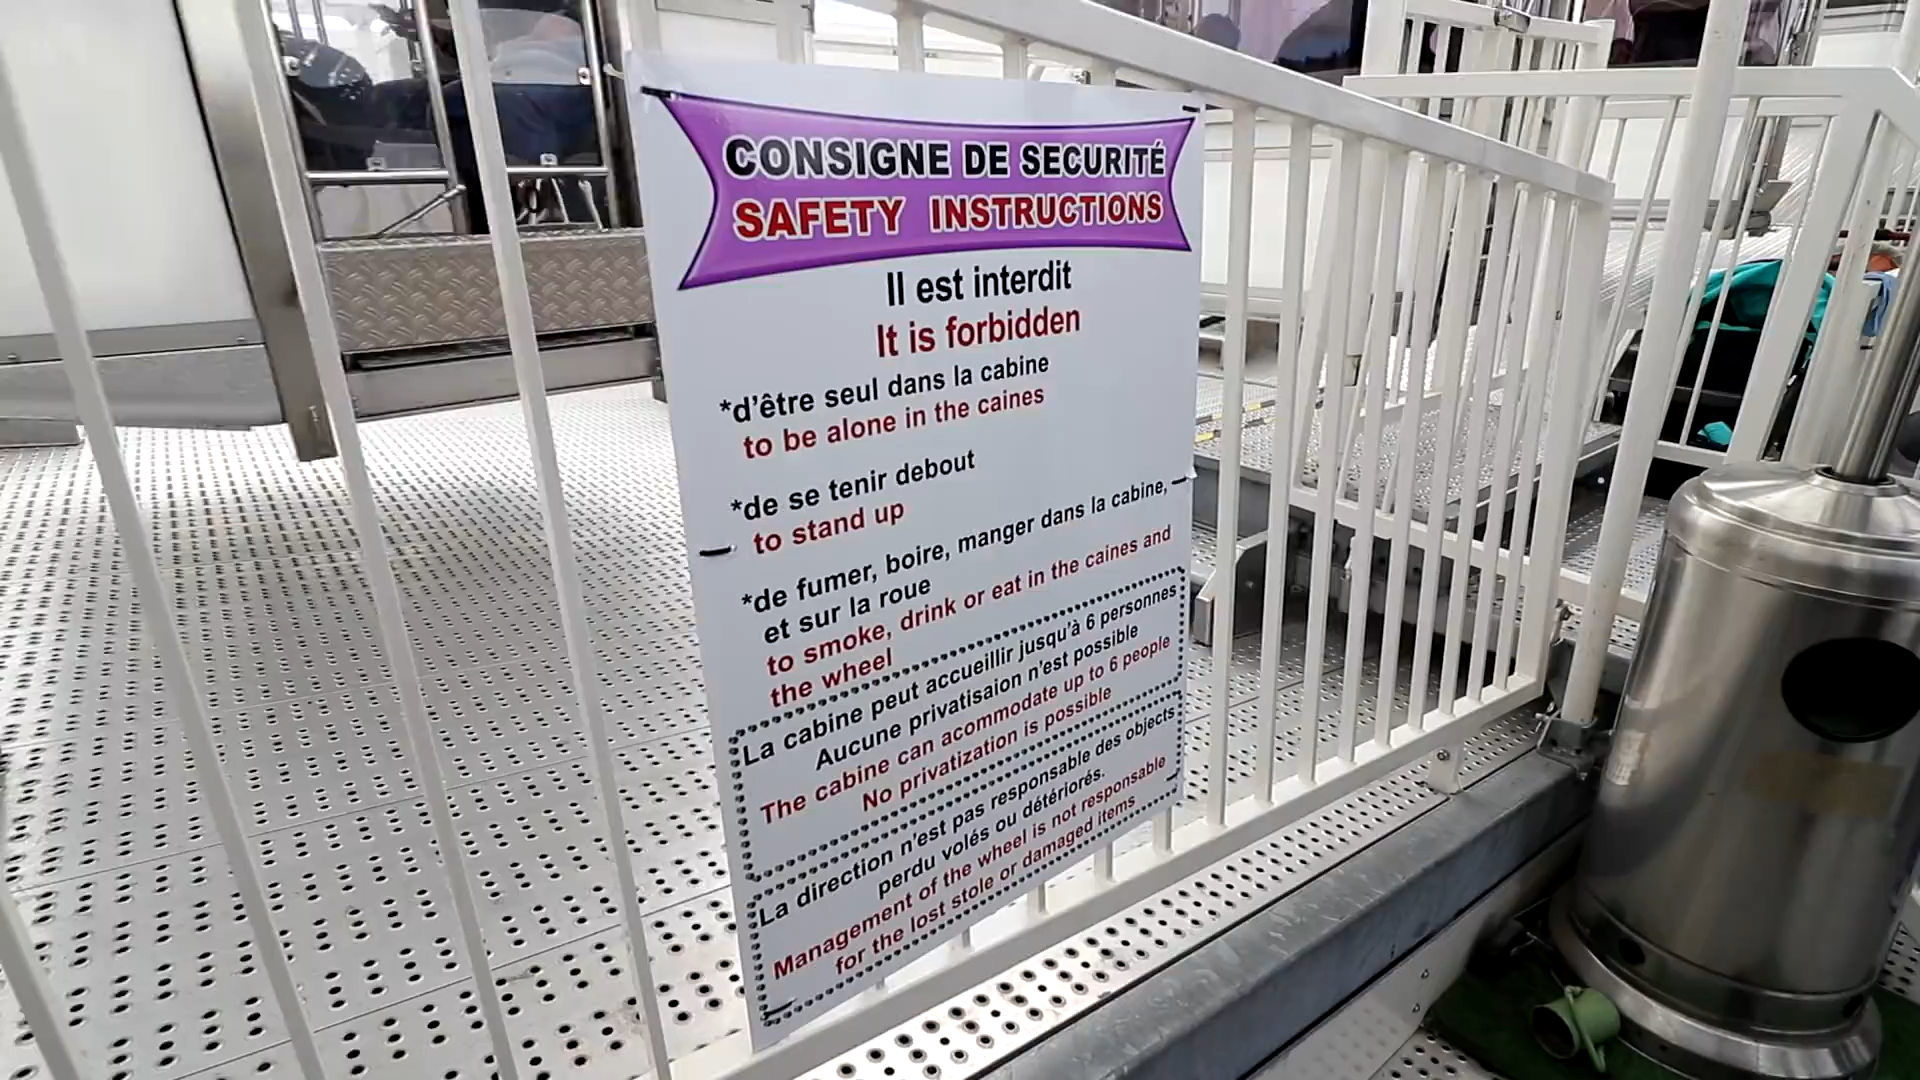 CONSIGNE DE SECURITÉ
SAFETY INSTRUCTIONS
Il est interdit
It is forbidden
*d'être seul dans la cabine
to be alone in the caines
*de se tenir debout
to stand up
*de fumer, boire, manger dans la cabine,
et sur la roue
to smoke, drink or eat in the caines and
the wheel
La cabine peut accueillir jusqu'à 6 personnes
Aucune privatisaion n'est possible
The cabine can acommodate up to 6 people
No privatization is possible
La direction n'est pas responsable des objects
perdu volés ou détériorés.
Management of the wheel is not responsable
for the lost stole or damaged items